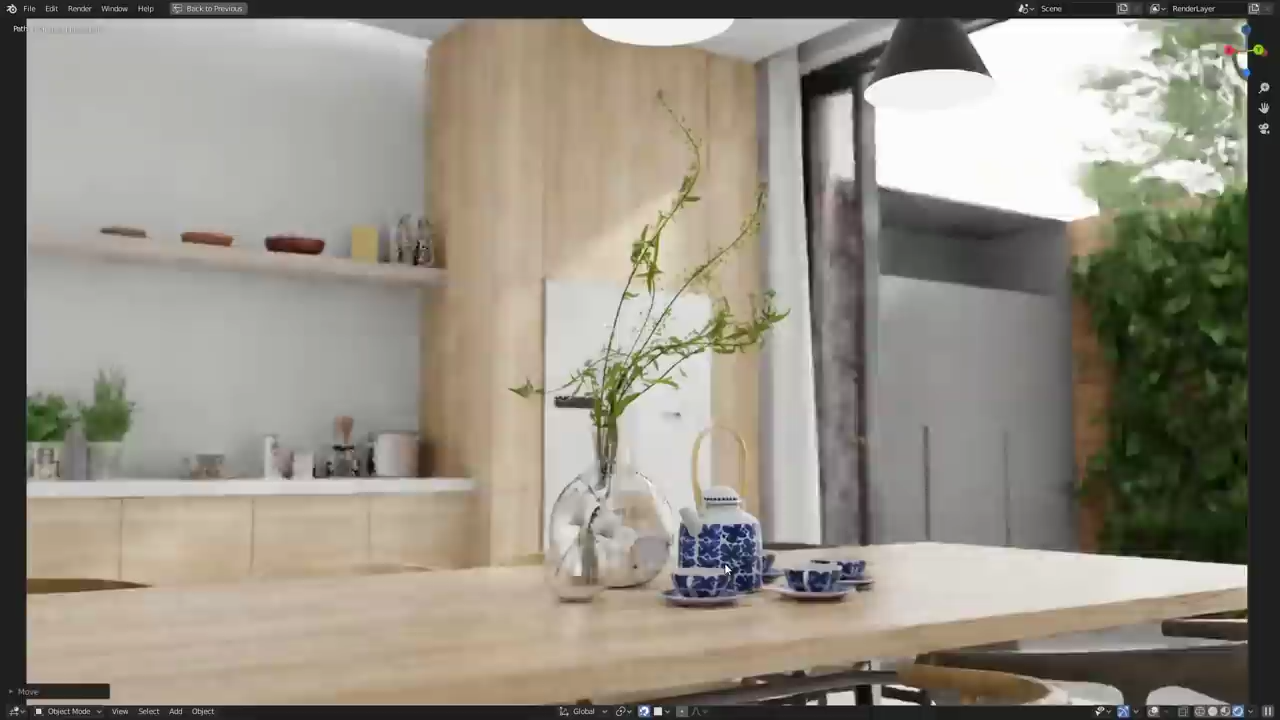 File Edit Render Window Help Back to Previous Scene RenderLayer
Move
Object Mode View Select Add Object Global